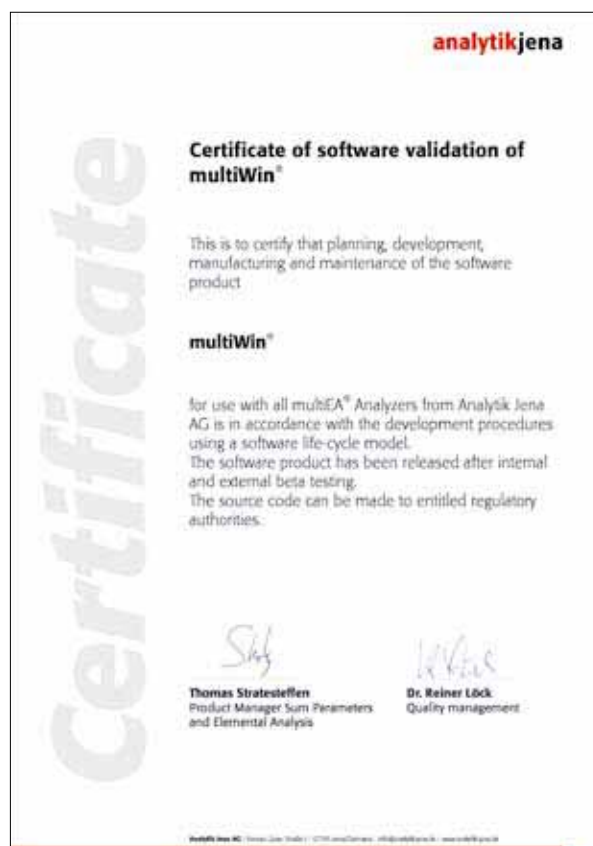 analytikjena
Certificate
Certificate of software validation of
multiWin®
This is to certify that planning, development,
manufacturing and maintenance of the software
product
multiWin®
for use with all multiEA® Analyzers from Analytik Jena
AG is in accordance with the development procedures
using a software life-cycle model.
The software product has been released after internal
and external beta testing.
The source code can be made to entitled regulatory
authorities.
Thomas Stratesteffen
Product Manager Sum Parameters
and Elemental Analysis
Dr. Reiner Löck
Quality management
Analytik Jena AG